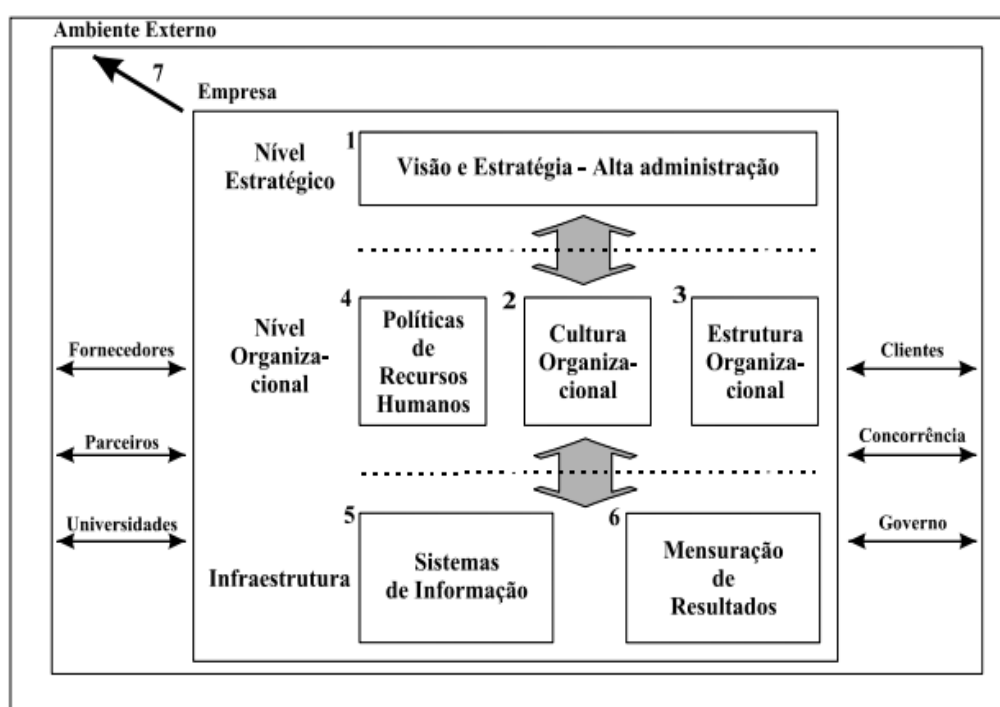 Ambiente Externo
7
Empresa
Nível
Estratégico
1
Visão e Estratégia - Alta administração
Nível
Organiza-
cional
4
Políticas
de
Recursos
Humanos
2
Cultura
Organiza-
cional
3
Estrutura
Organiza-
cional
Fornecedores
Parceiros
Universidades
Clientes
Concorrência
Governo
Infraestrutura
5
Sistemas
de Informação
6
Mensuração
de
Resultados